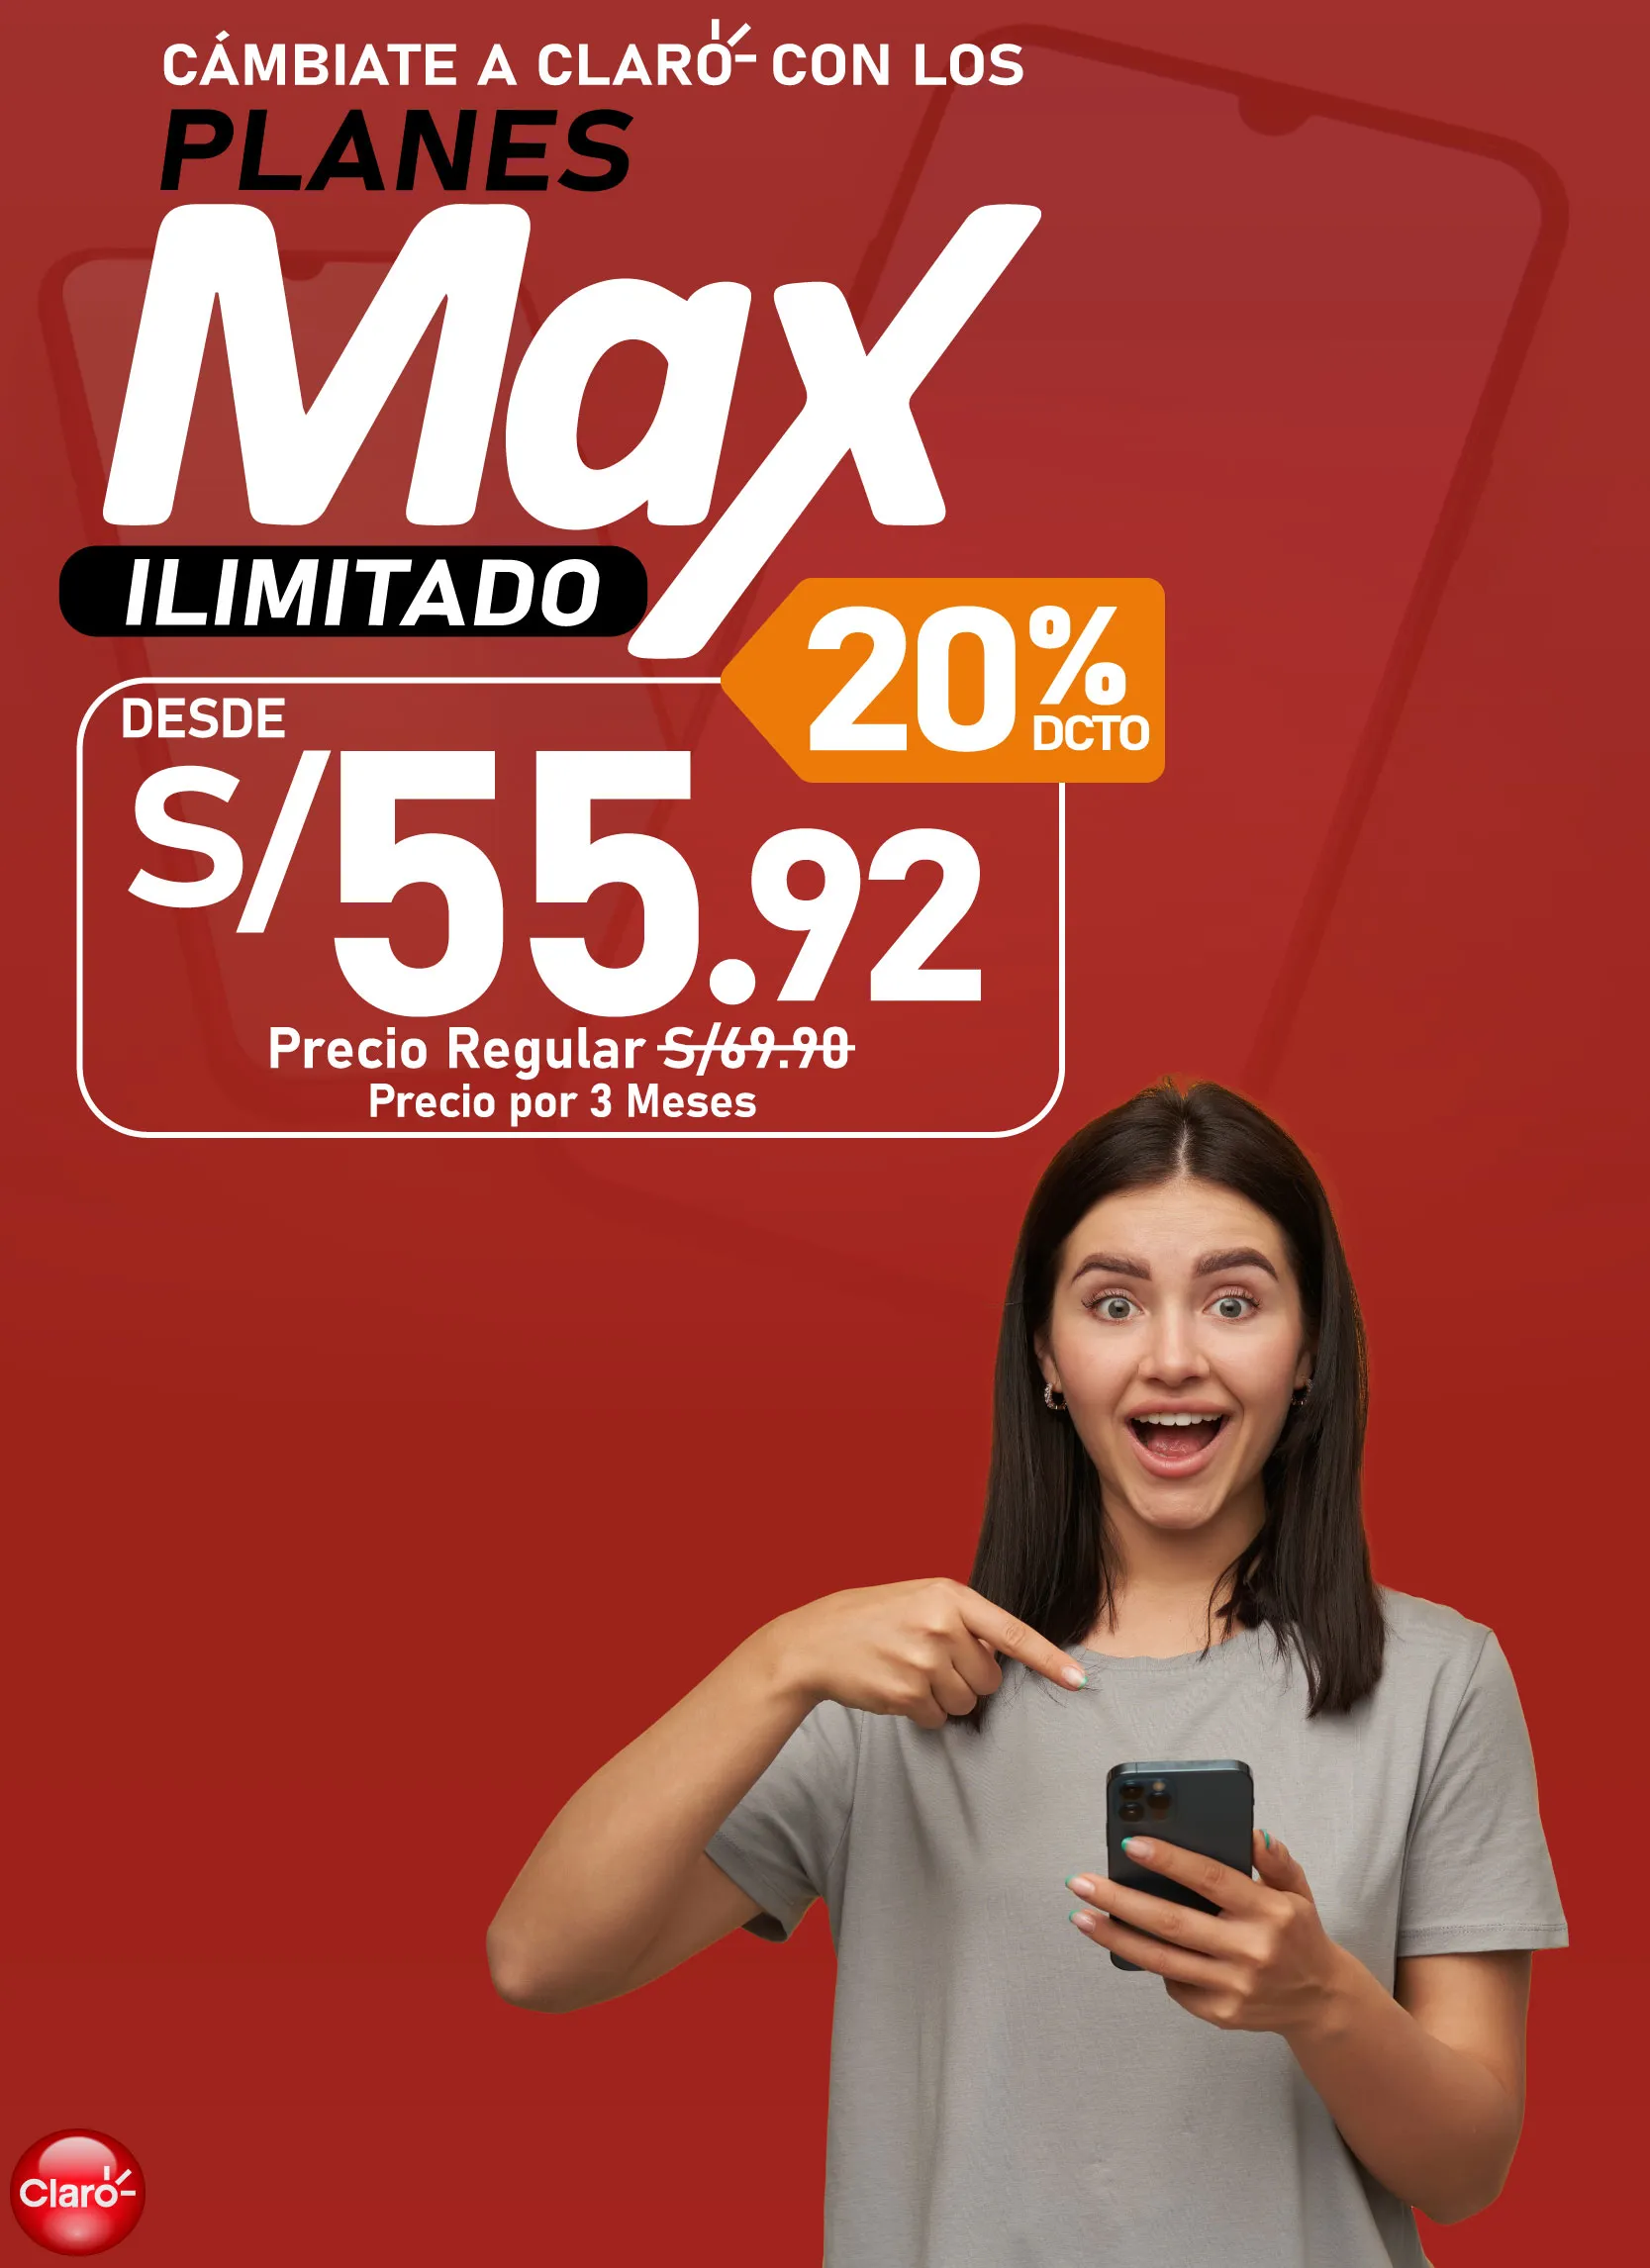 CÁMBIATE A CLARO CON LOS
PLANES
Max
ILIMITADO
20% DCTO
DESDE
S/55.92
Precio Regular S/69.90
Precio por 3 Meses
Claro